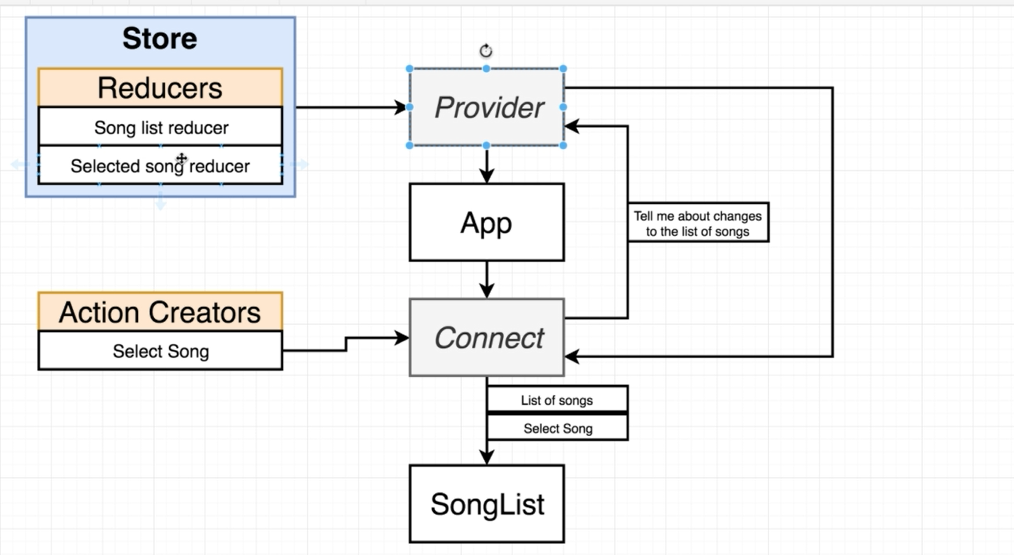 Store
Reducers
Song list reducer
Selected song reducer
Provider
App
Tell me about changes
to the list of songs
Action Creators
Select Song
Connect
List of songs
Select Song
SongList